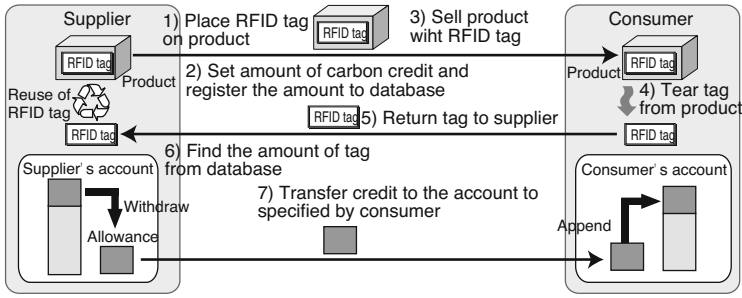 Supplier
1) Place RFID tag
on product
RFID tag
3) Sell product
wiht RFID tag
Consumer
RFID tag
Product
RFID tag
Product
2) Set amount of carbon credit and
register the amount to database
4) Tear tag
from product
Reuse of
RFID tag
RFID tag
RFID tag
5) Return tag to supplier
RFID tag
6) Find the amount of tag
from database
Supplier's account
Withdraw
Allowance
7) Transfer credit to the account to
specified by consumer
Consumer's account
Append